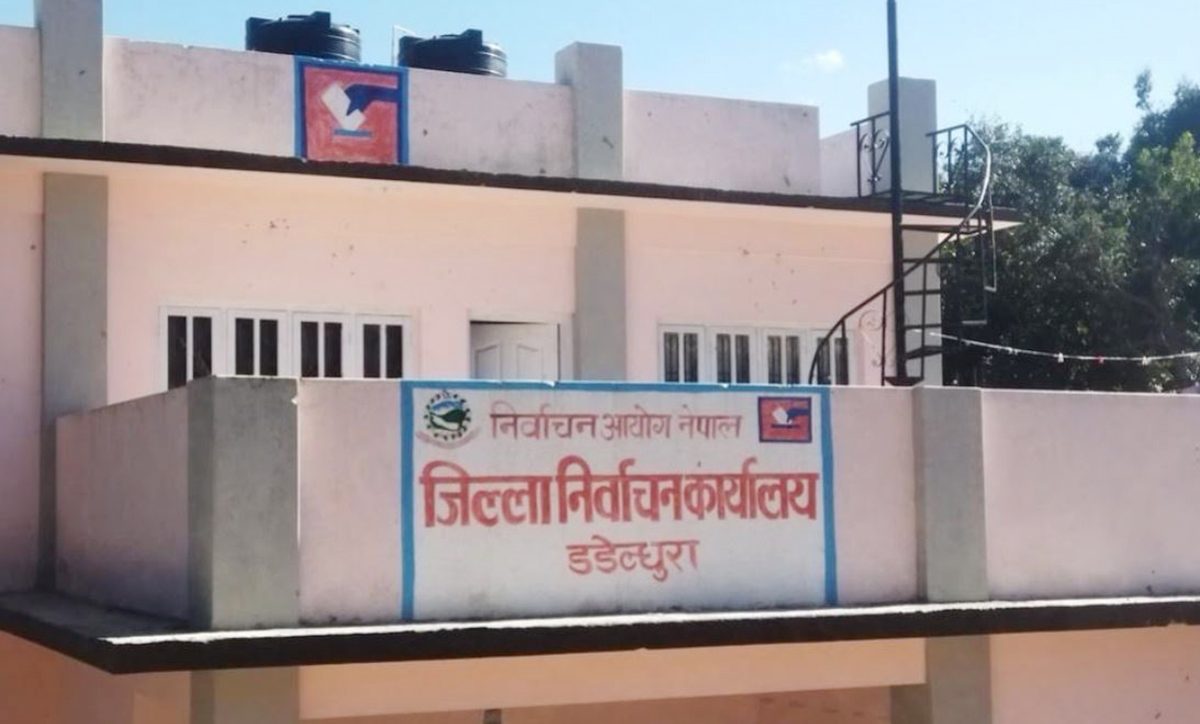 निर्वाचन आयोग नेपाल
जिल्ला निर्वाचन कार्यालय
डडेल्धुरा